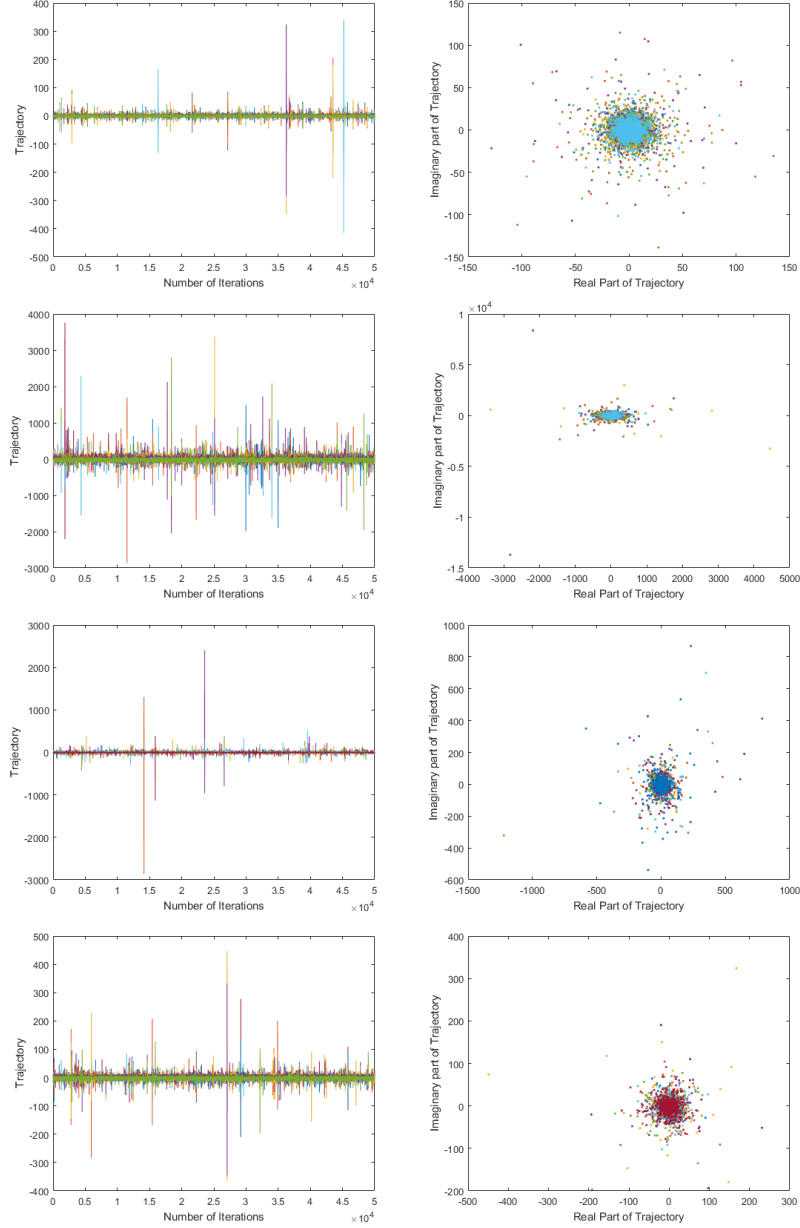 400
300
200
100
0
-100
-200
-300
-400
-500
Trajectory
0 0.5 1 1.5 2 2.5 3 3.5 4 4.5 5
Number of Iterations
× 10^4
150
100
50
0
-50
-100
-150
Imaginary part of Trajectory
-150 -100 -50 0 50 100 150
Real Part of Trajectory
4000
3000
2000
1000
0
-1000
-2000
-3000
Trajectory
0 0.5 1 1.5 2 2.5 3 3.5 4 4.5 5
Number of Iterations
× 10^4
× 10^4
1
0.5
0
-0.5
-1
-1.5
Imaginary part of Trajectory
-4000 -3000 -2000 -1000 0 1000 2000 3000 4000 5000
Real Part of Trajectory
3000
2000
1000
0
-1000
-2000
-3000
Trajectory
0 0.5 1 1.5 2 2.5 3 3.5 4 4.5 5
Number of Iterations
× 10^4
1000
800
600
400
200
0
-200
-400
-600
Imaginary part of Trajectory
-1500 -1000 -500 0 500 1000
Real Part of Trajectory
500
400
300
200
100
0
-100
-200
-300
-400
Trajectory
0 0.5 1 1.5 2 2.5 3 3.5 4 4.5 5
Number of Iterations
× 10^4
400
300
200
100
0
-100
-200
Imaginary part of Trajectory
-500 -400 -300 -200 -100 0 100 200 300
Real Part of Trajectory